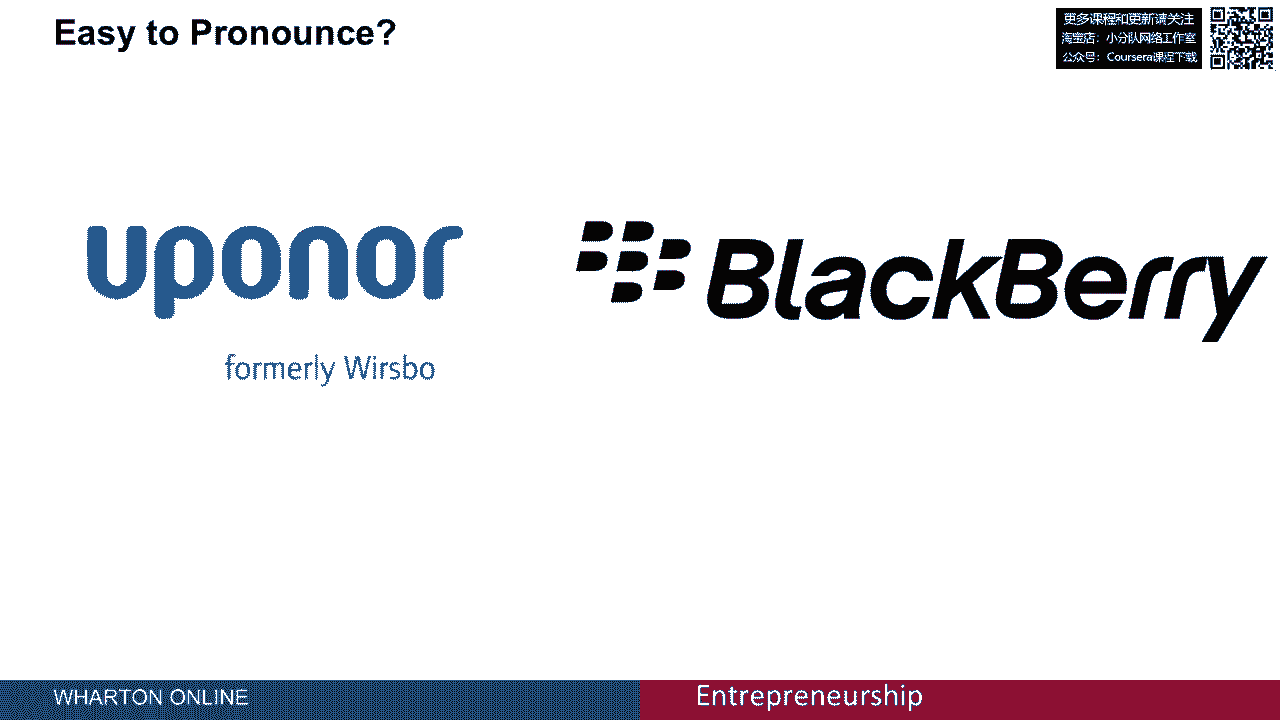 Easy to Pronounce?
更多课程和更新请关注
淘宝店：小分队网络工作室
公众号：Coursera课程下载
uponor
formerly Wirsbo
BlackBerry
WHARTON ONLINE
Entrepreneurship